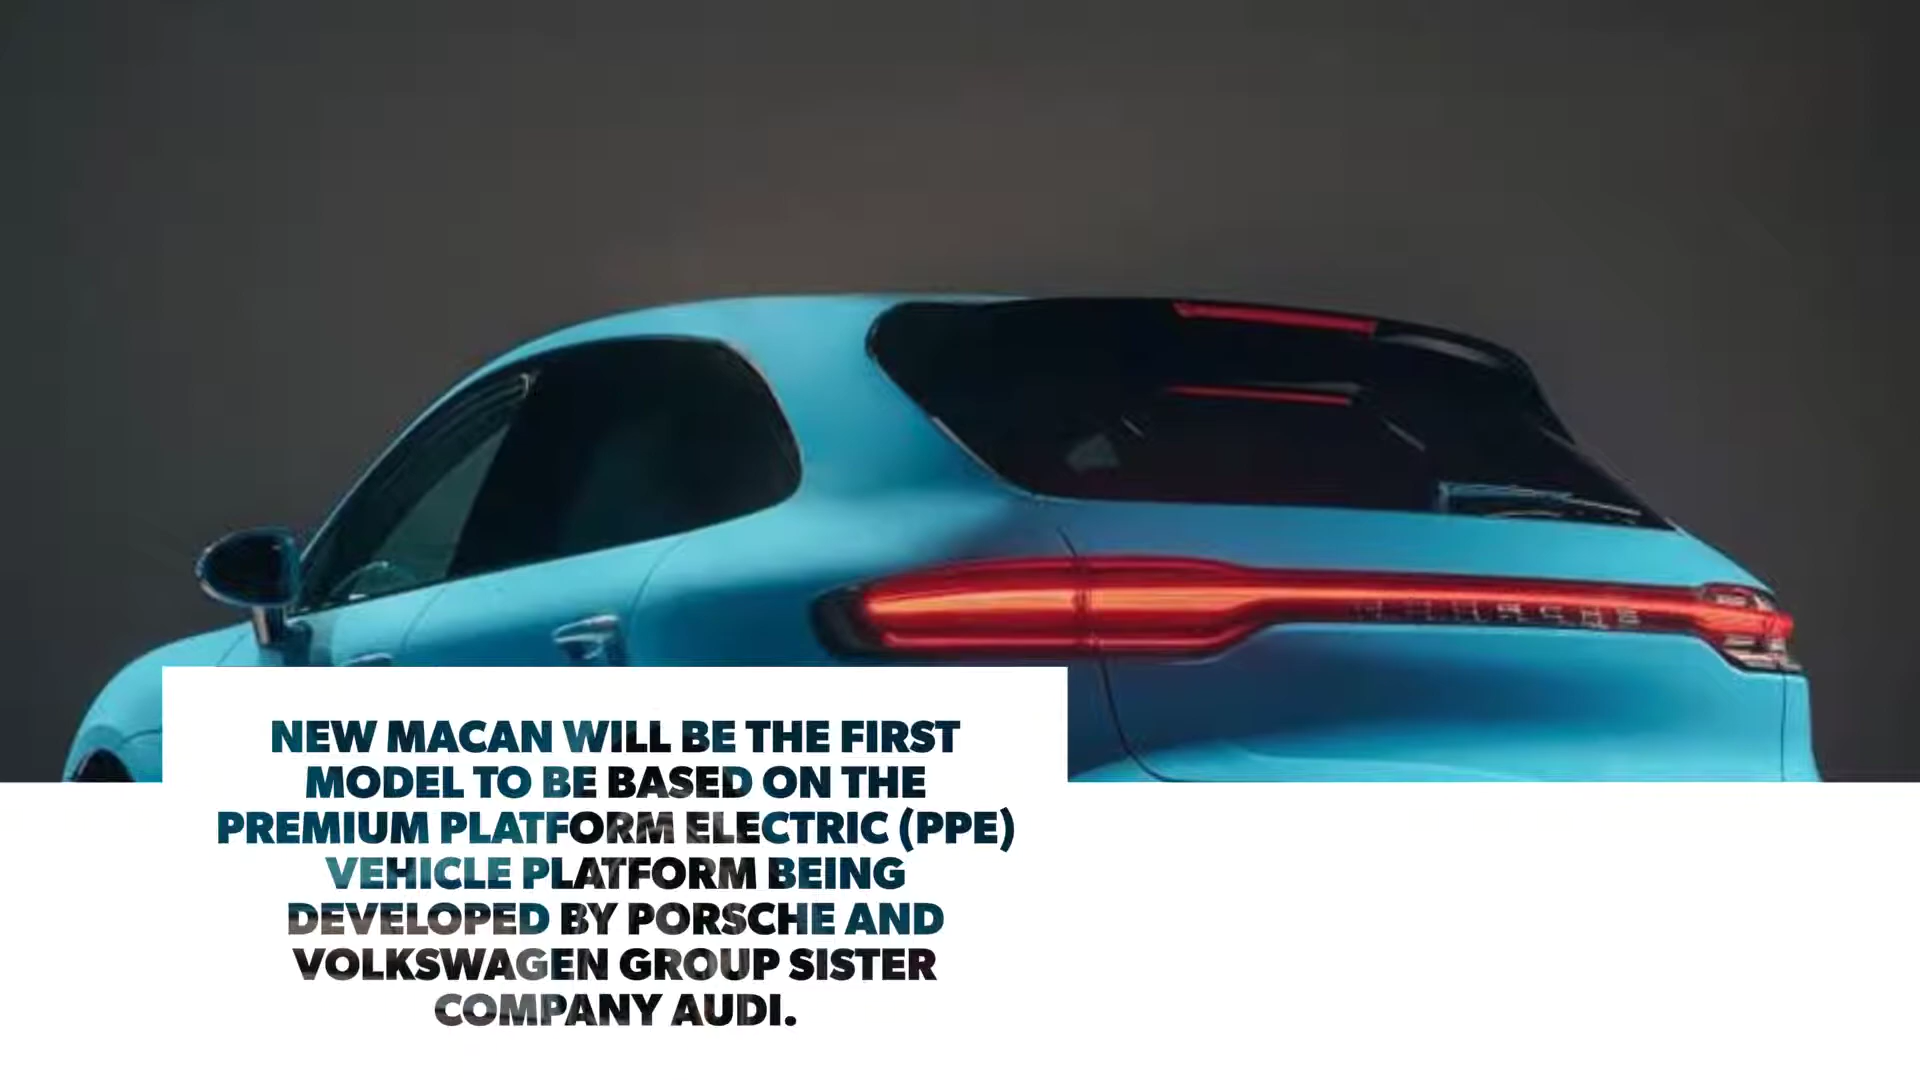 NEW MACAN WILL BE THE FIRST
MODEL TO BE BASED ON THE
PREMIUM PLATFORM ELECTRIC (PPE)
VEHICLE PLATFORM BEING
DEVELOPED BY PORSCHE AND
VOLKSWAGEN GROUP SISTER
COMPANY AUDI.